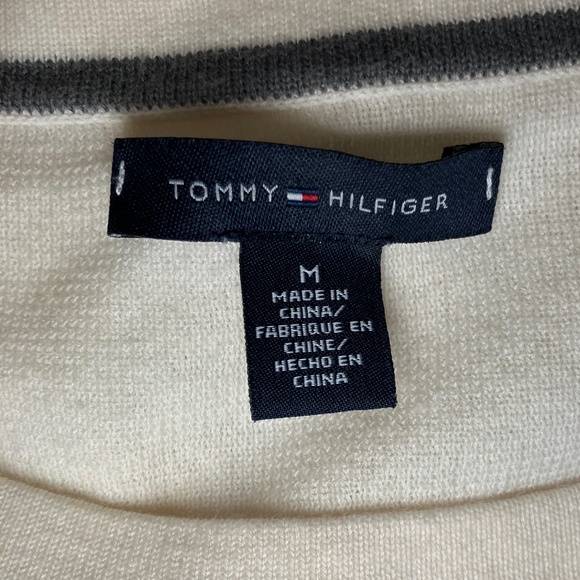 TOMMY HILFIGER
M
MADE IN
CHINA/
FABRIQUE EN
CHINE/
HECHO EN
CHINA